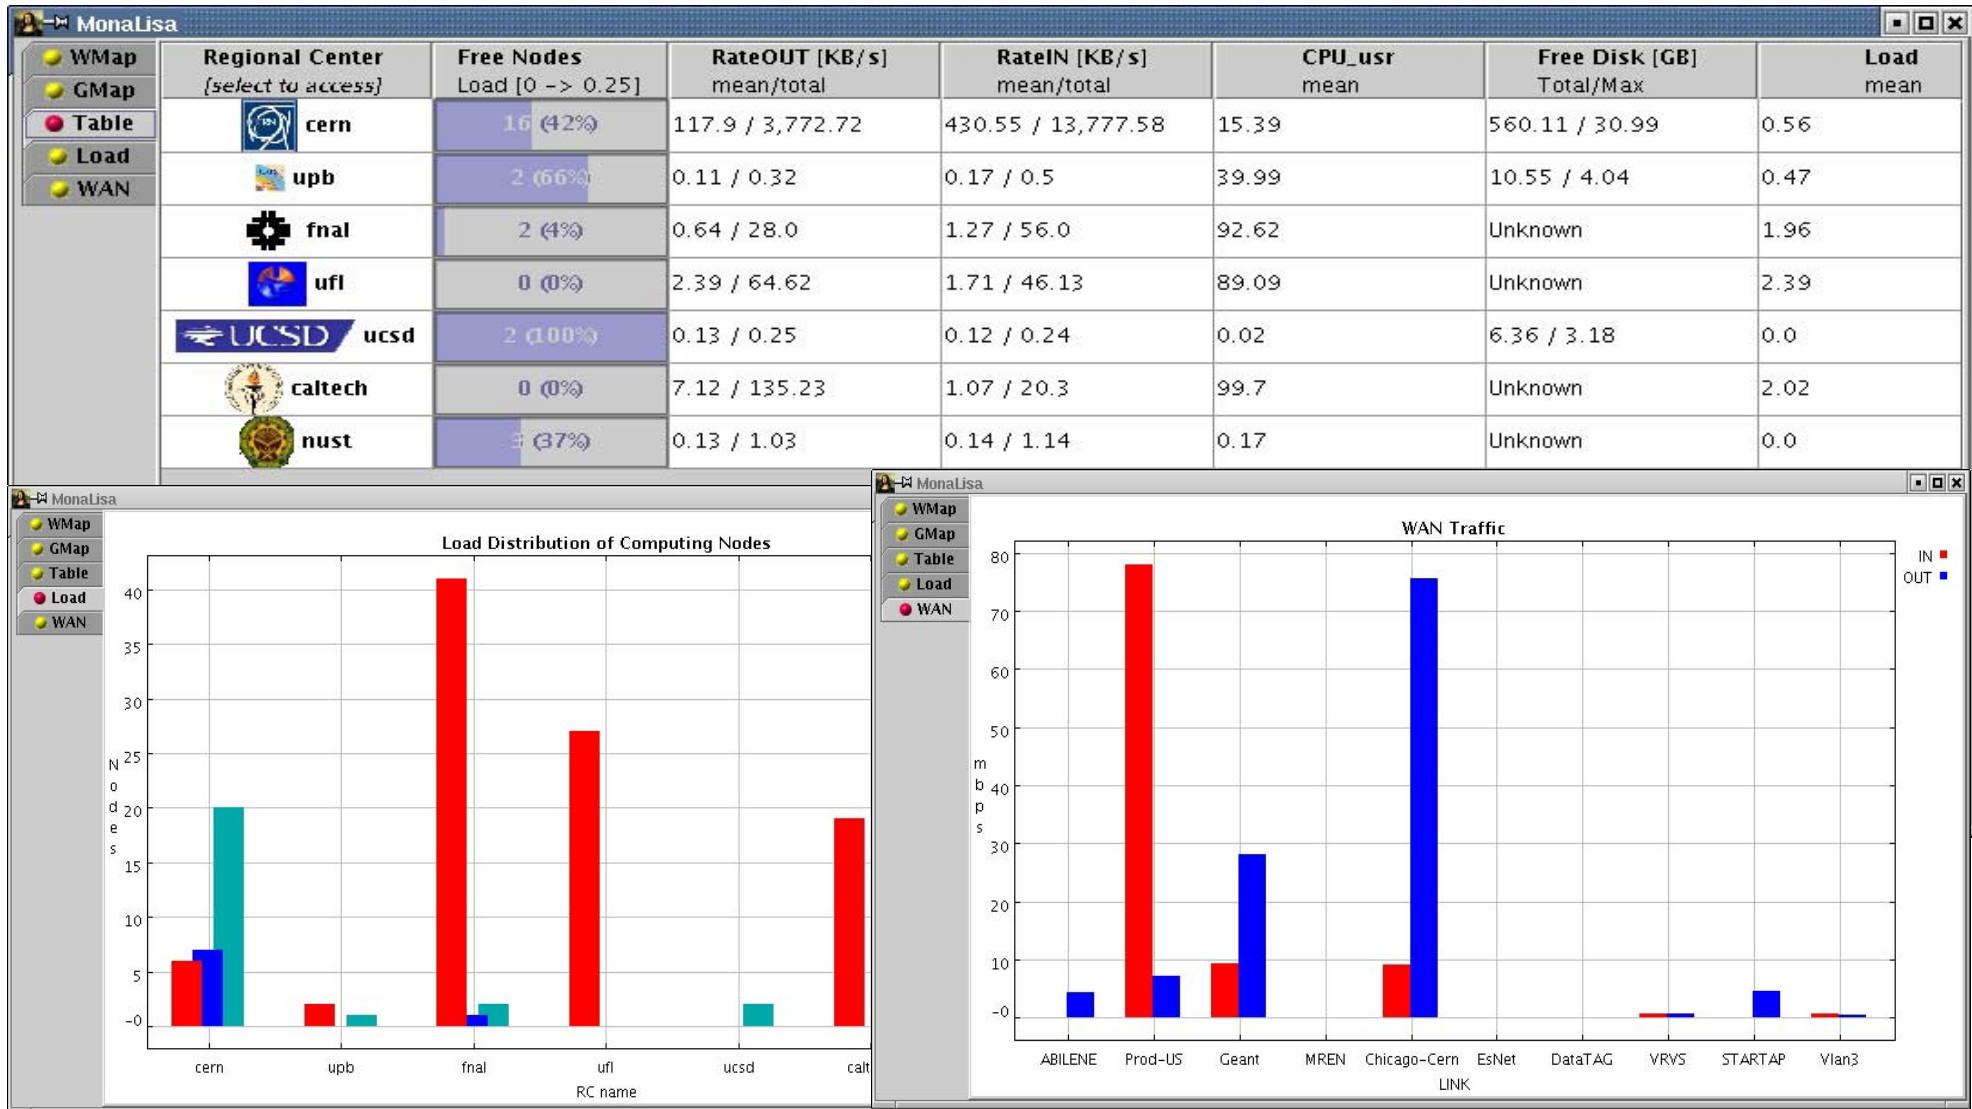 MonaLisa
WMap
GMap
Table
Load
WAN
Regional Center Free Nodes RateOUT [KB/s] RateIN [KB/s] CPU_usr Free Disk [GB] Load
[select to access] Load [0 -> 0.25] mean/total mean/total mean Total/Max mean
cern 16 (42%) 117.9 / 3,772.72 430.55 / 13,777.58 15.39 560.11 / 30.99 0.56
upb 2 (66%) 0.11 / 0.32 0.17 / 0.5 39.99 10.55 / 4.04 0.47
fnal 2 (4%) 0.64 / 28.0 1.27 / 56.0 92.62 Unknown 1.96
ufl 0 (0%) 2.39 / 64.62 1.71 / 46.13 89.09 Unknown 2.39
UCSD ucsd 2 (100%) 0.13 / 0.25 0.12 / 0.24 0.02 6.36 / 3.18 0.0
caltech 0 (0%) 7.12 / 135.23 1.07 / 20.3 99.7 Unknown 2.02
nust 3 (37%) 0.13 / 1.03 0.14 / 1.14 0.17 Unknown 0.0
MonaLisa
WMap
GMap
Table
Load
WAN
Load Distribution of Computing Nodes
40
35
30
25
20
15
10
5
-0
Nodes
cern upb fnal ufl ucsd calt
RC name
MonaLisa
WMap
GMap
Table
Load
WAN
WAN Traffic
IN
OUT
80
70
60
50
40
30
20
10
-0
mbps
ABILENE Prod-US Geant MREN Chicago-Cern EsNet DataTAG VRVS STARTAP Vlan3
LINK